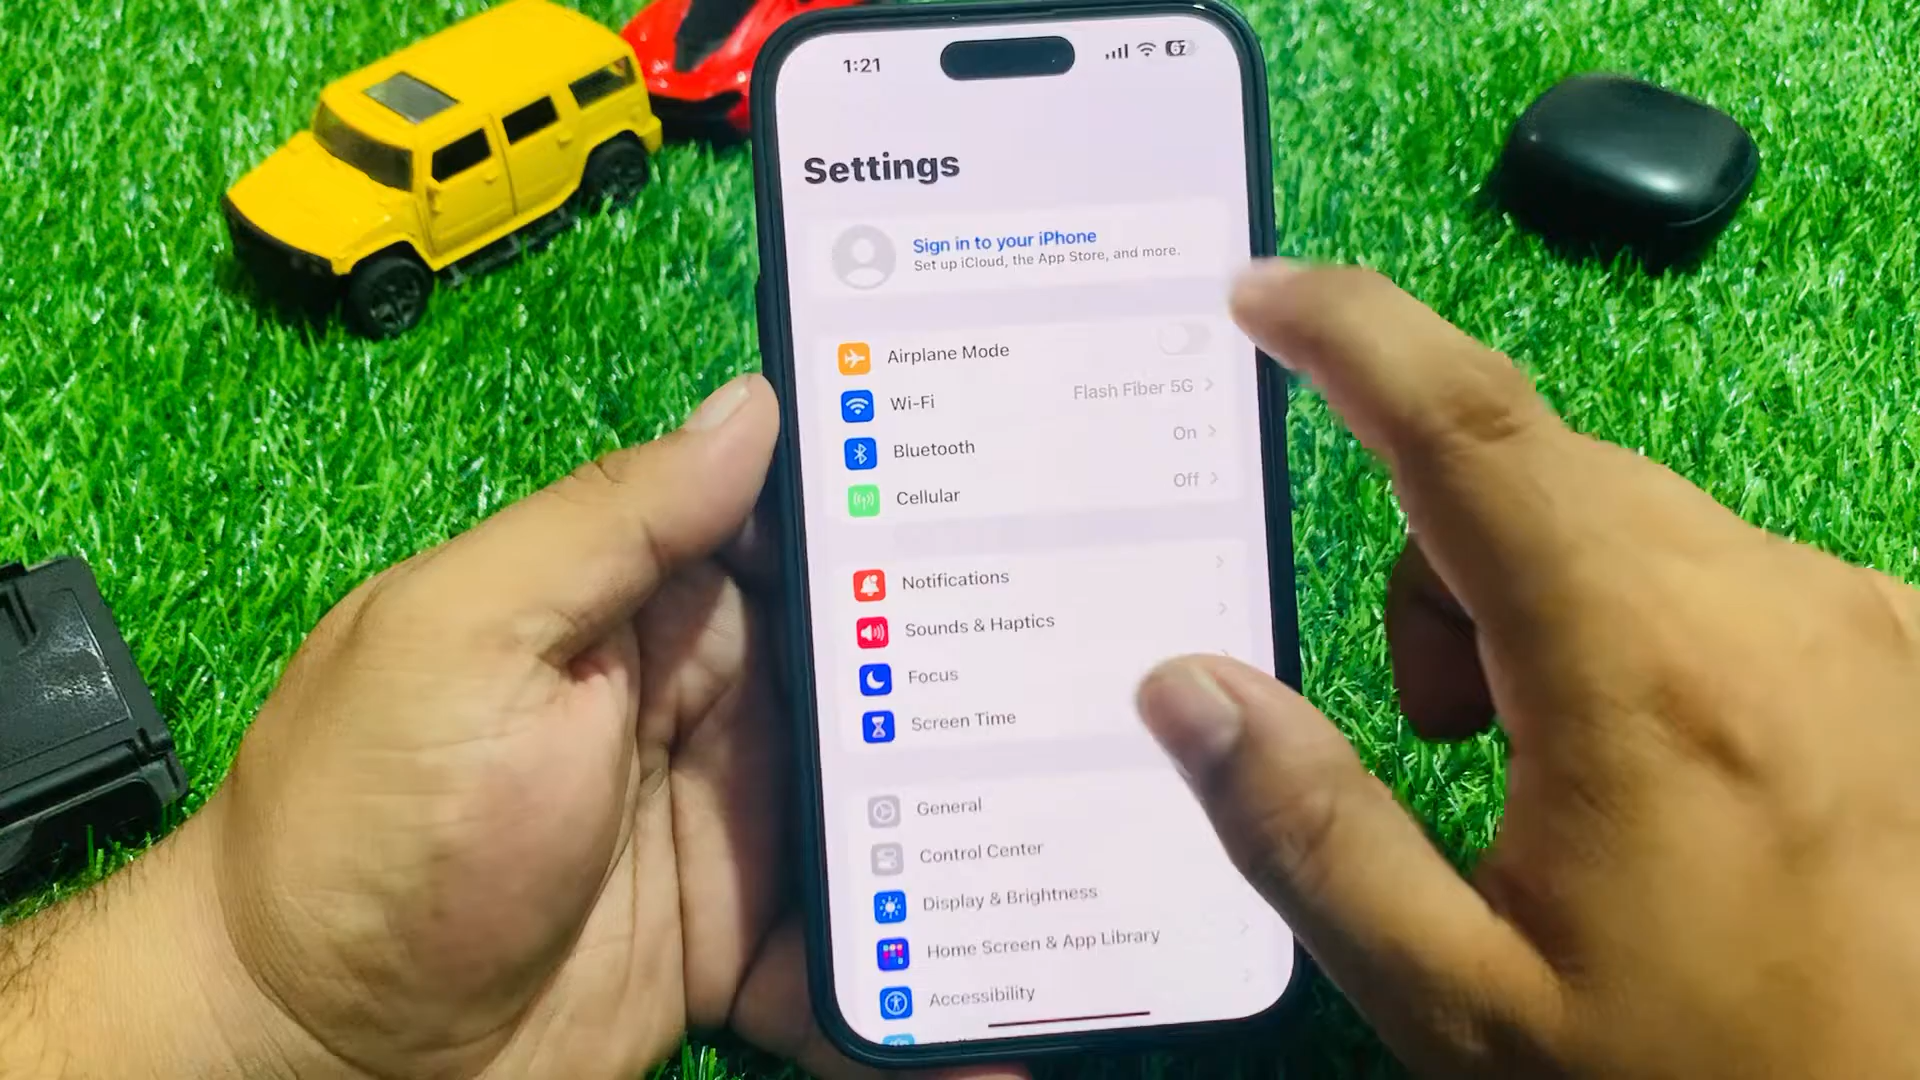 1:21
67
Settings
Sign in to your iPhone
Set up iCloud, the App Store, and more.
Airplane Mode
Wi-Fi Flash Fiber 5G
Bluetooth On
Cellular Off
Notifications
Sounds & Haptics
Focus
Screen Time
General
Control Center
Display & Brightness
Home Screen & App Library
Accessibility